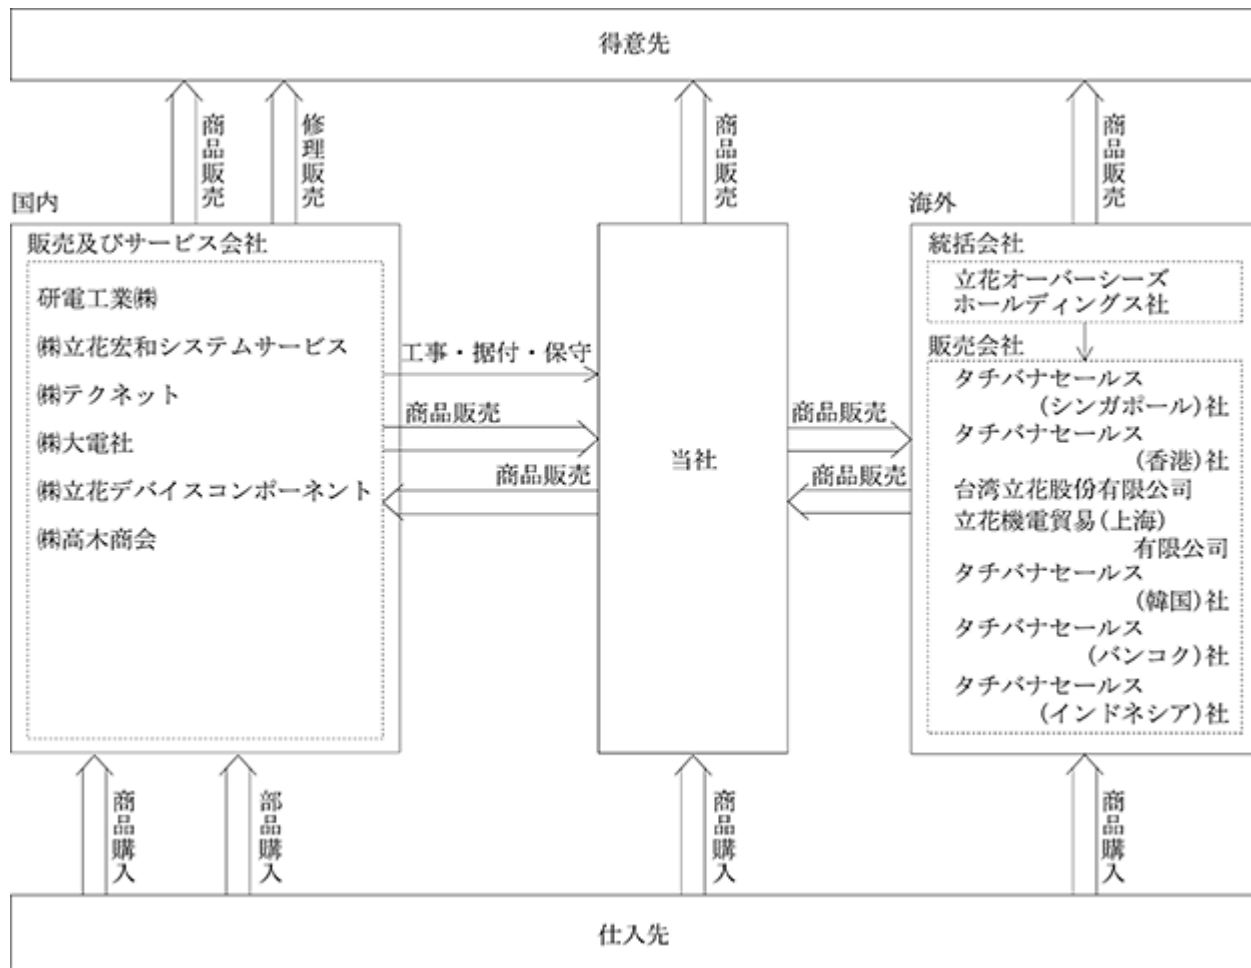 得意先
商品販売
修理販売
商品販売
商品販売
国内
海外
販売及びサービス会社
研電工業㈱
㈱立花宏和システムサービス
㈱テクネット
㈱大電社
㈱立花デバイスコンポーネント
㈱高木商会
工事・据付・保守
商品販売
商品販売
当社
商品販売
商品販売
統括会社
立花オーバーシーズ
ホールディングス社
販売会社
タチバナセールス
(シンガポール)社
タチバナセールス
(香港)社
台湾立花股份有限公司
立花機電貿易(上海)
有限公司
タチバナセールス
(韓国)社
タチバナセールス
(バンコク)社
タチバナセールス
(インドネシア)社
商品購入
部品購入
商品購入
商品購入
仕入先